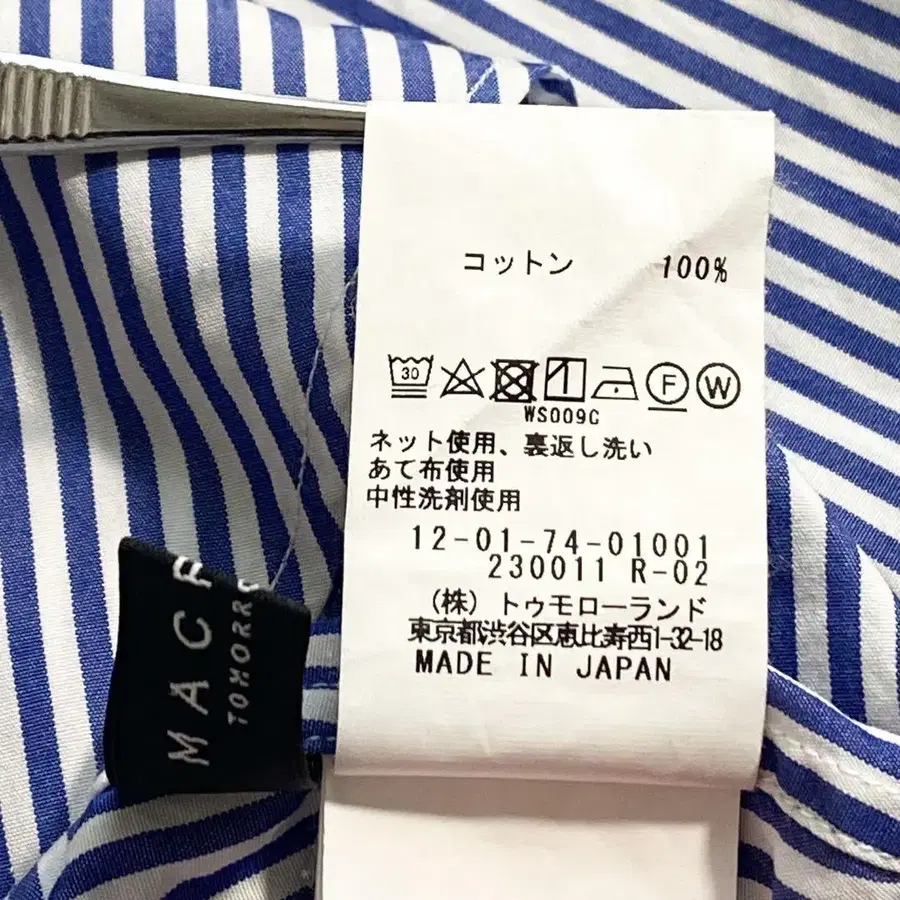 コットン 100%
30
F
W
WS009C
ネット使用、裏返し洗い
あて布使用
中性洗剤使用
12-01-74-01001
230011 R-02
（株）トゥモローランド
東京都渋谷区恵比寿西1-32-18
MADE IN JAPAN